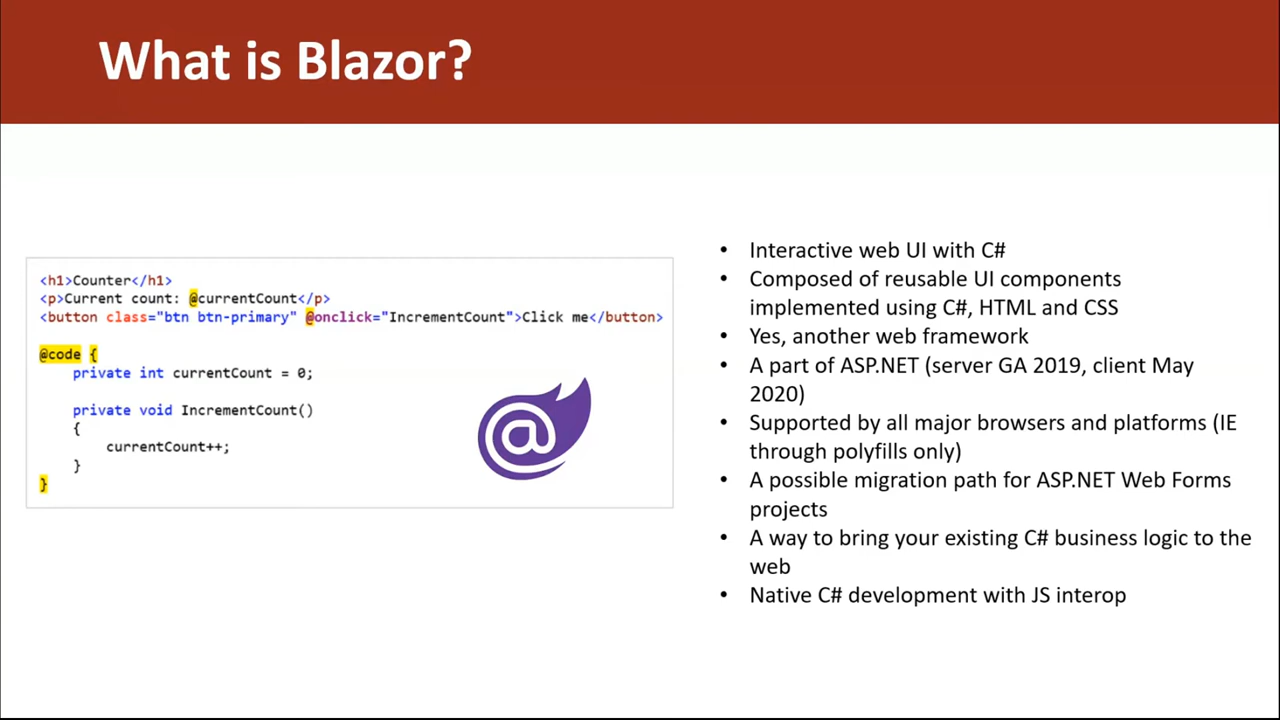 What is Blazor?
<h1>Counter</h1>
<p>Current count: @currentCount</p>
<button class="btn btn-primary" @onclick="IncrementCount">Click me</button>
@code {
private int currentCount = 0;
private void IncrementCount()
{
currentCount++;
}
}
@
• Interactive web UI with C#
• Composed of reusable UI components
implemented using C#, HTML and CSS
• Yes, another web framework
• A part of ASP.NET (server GA 2019, client May
2020)
• Supported by all major browsers and platforms (IE
through polyfills only)
• A possible migration path for ASP.NET Web Forms
projects
• A way to bring your existing C# business logic to the
web
• Native C# development with JS interop